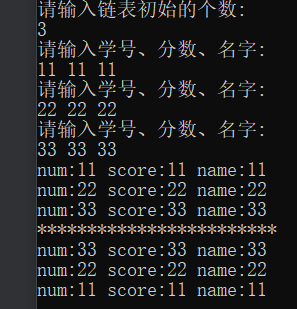 请输入链表初始的个数:
3
请输入学号、分数、名字:
11 11 11
请输入学号、分数、名字:
22 22 22
请输入学号、分数、名字:
33 33 33
num:11 score:11 name:11
num:22 score:22 name:22
num:33 score:33 name:33
************************
num:33 score:33 name:33
num:22 score:22 name:22
num:11 score:11 name:11